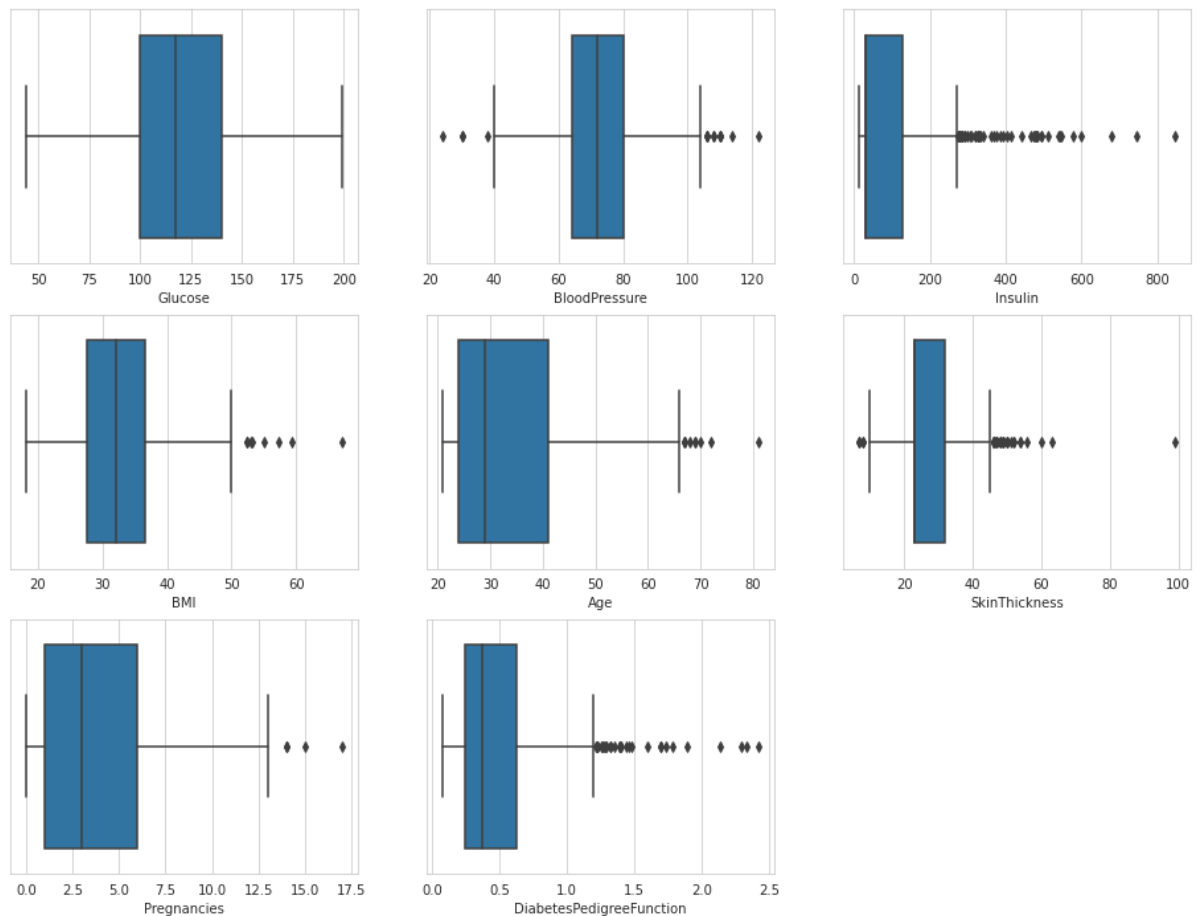 50 75 100 125 150 175 200
Glucose
20 40 60 80 100 120
BloodPressure
0 200 400 600 800
Insulin
20 30 40 50 60
BMI
20 30 40 50 60 70 80
Age
20 40 60 80 100
SkinThickness
0.0 2.5 5.0 7.5 10.0 12.5 15.0 17.5
Pregnancies
0.0 0.5 1.0 1.5 2.0 2.5
DiabetesPedigreeFunction